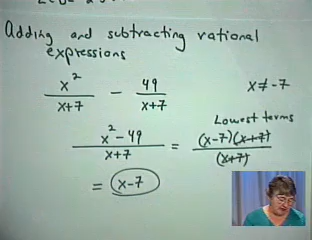 Adding and subtracting rational
expressions
x²/x+7 - 49/x+7    x ≠ -7
Lowest terms
x² - 49/x+7 = (x-7)(x+7)/(x+7)
= x-7